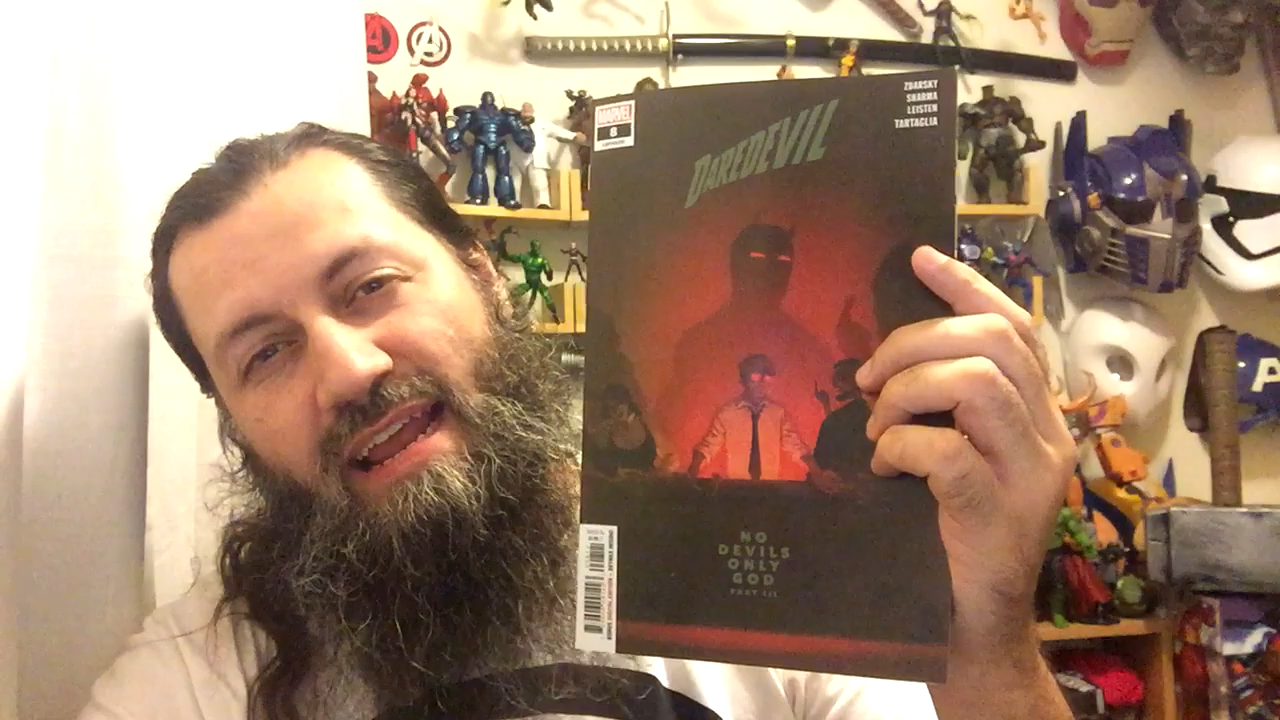 MARVEL
8
DAREDEVIL
ZDARSKY
SHARMA
LEISTEN
TARTAGLIA
NO
DEVILS
ONLY
GOD
PART III
A